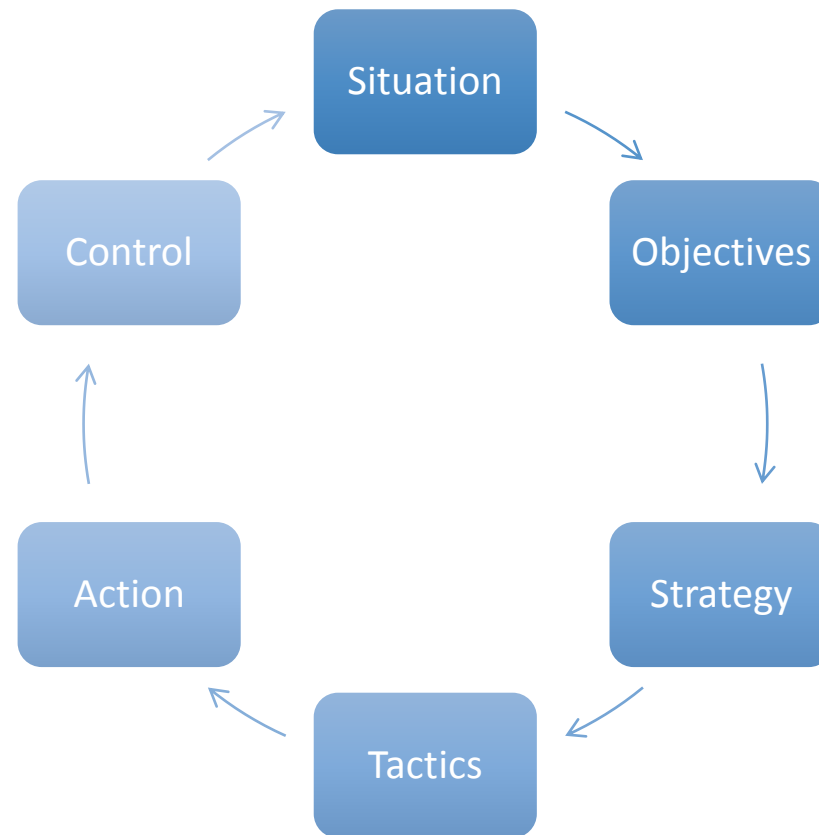 Situation
Objectives
Strategy
Tactics
Action
Control